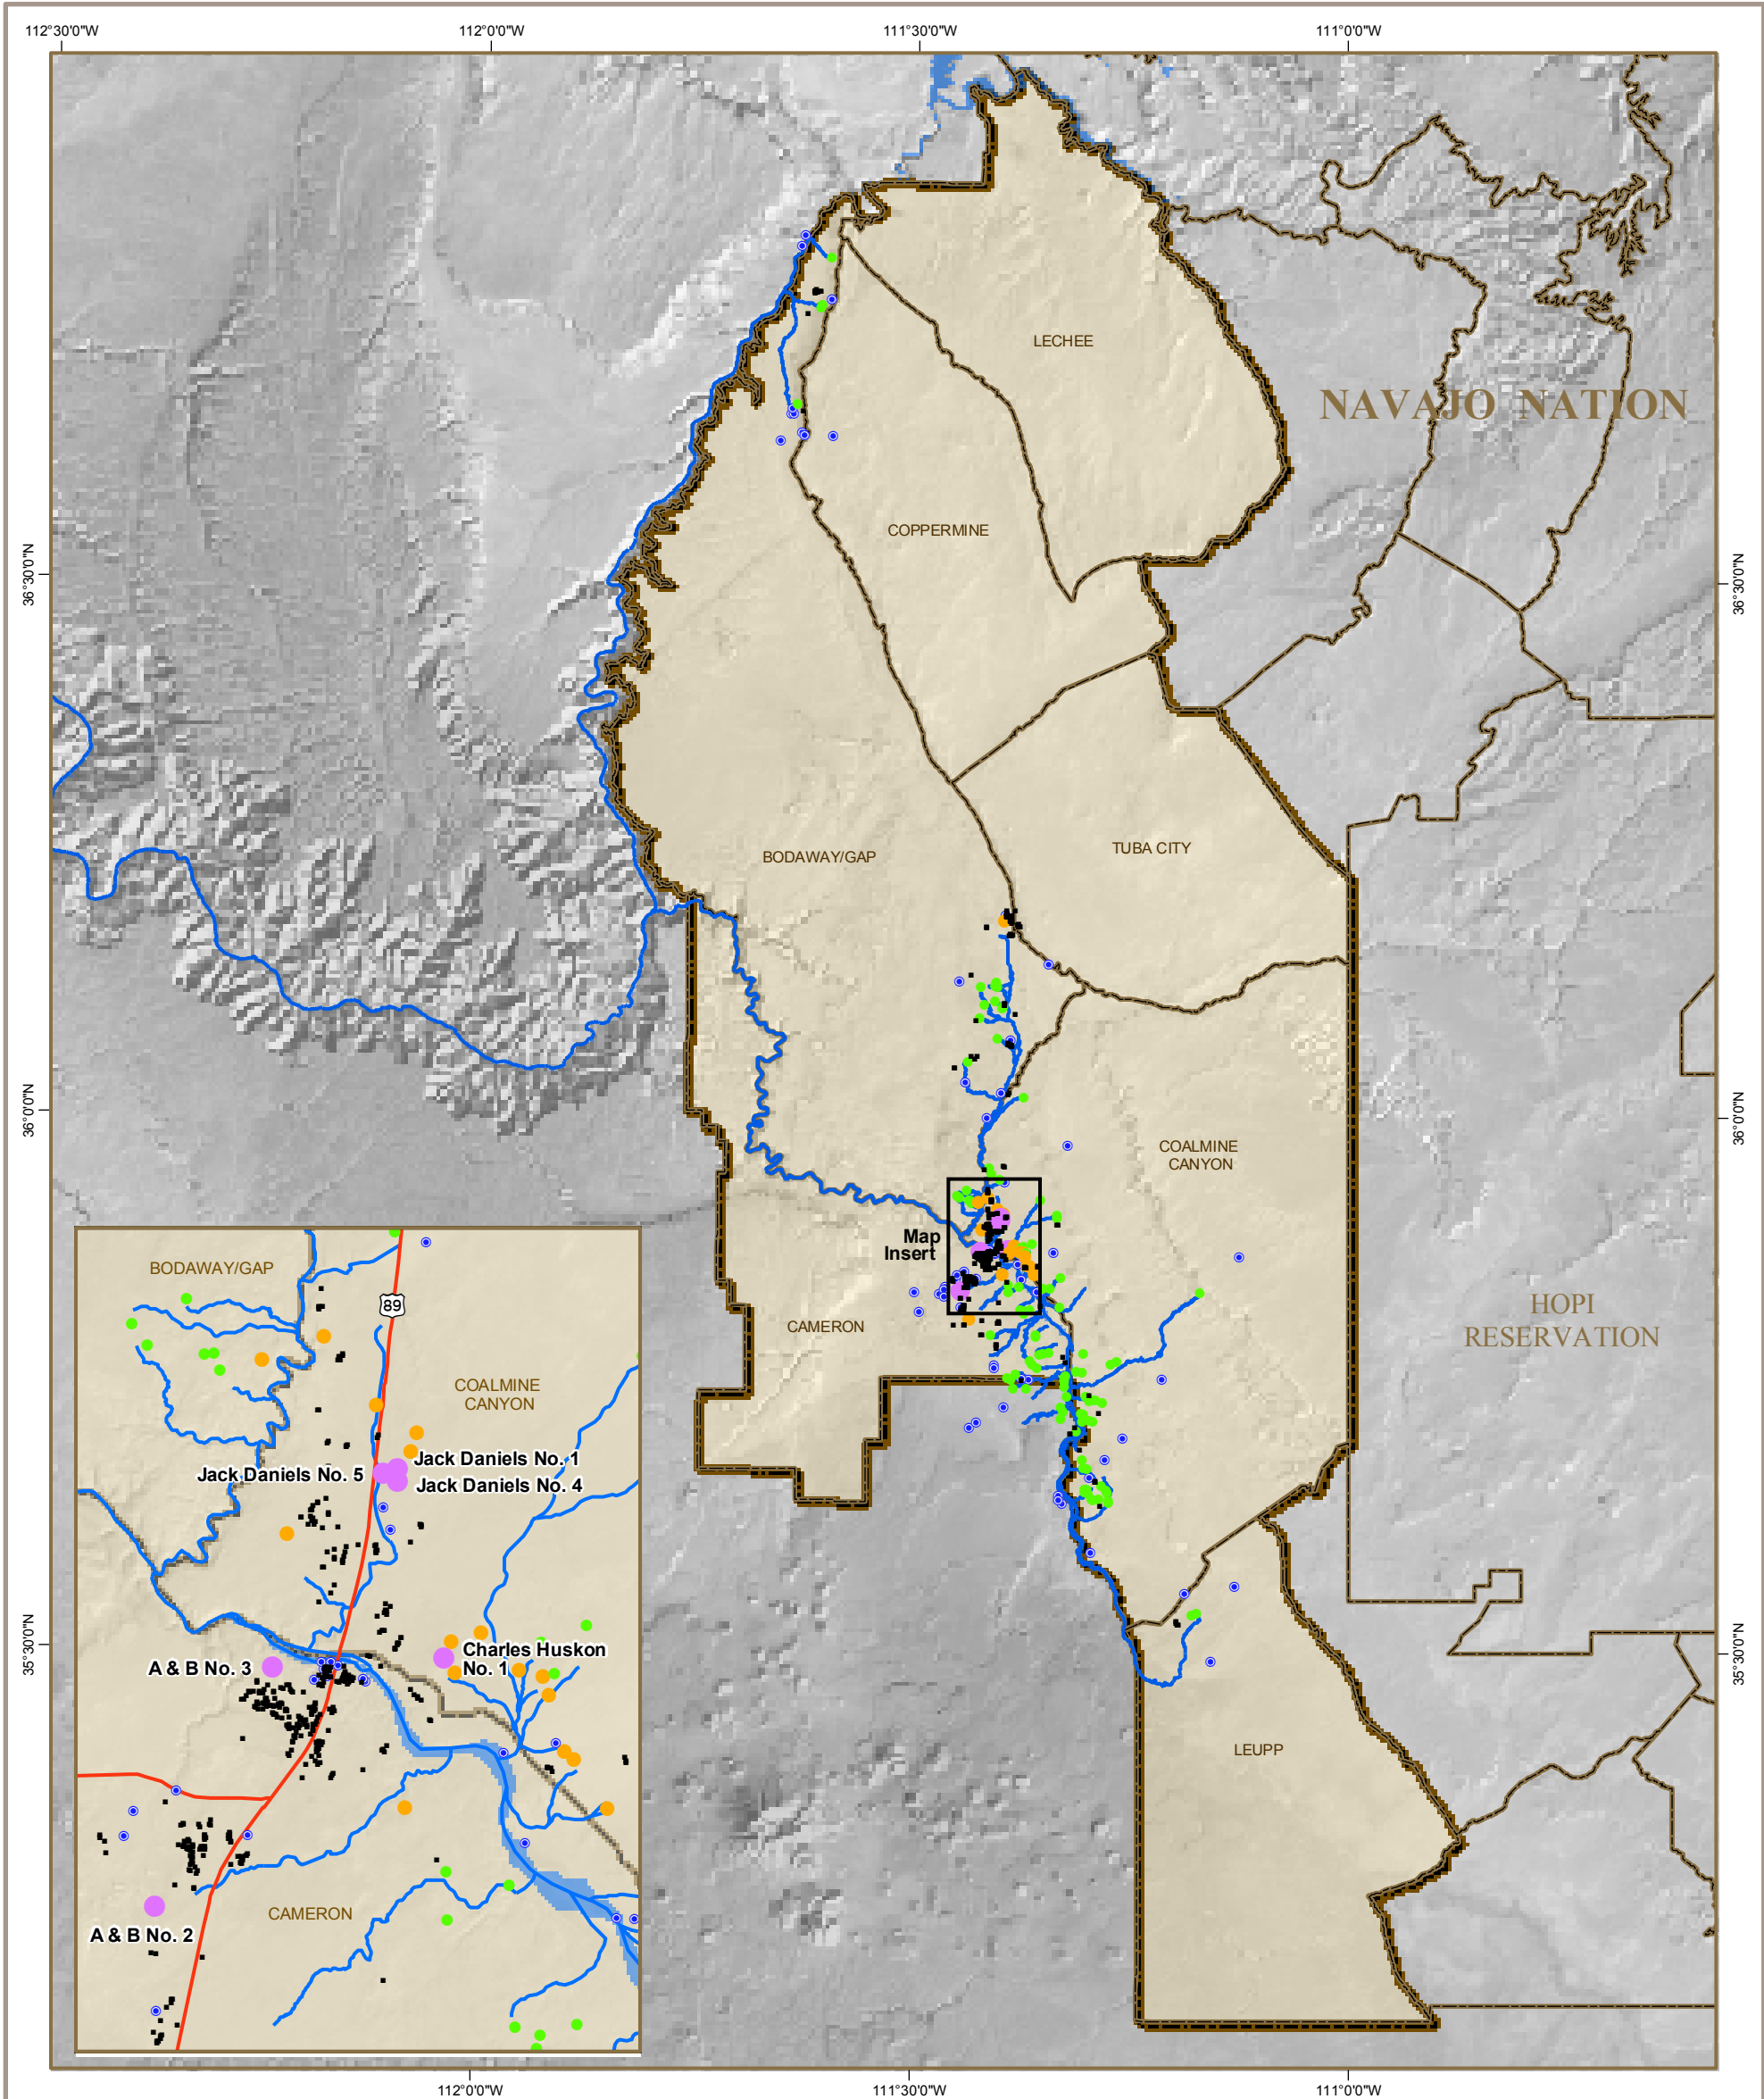 112°30'0"W
112°0'0"W
111°30'0"W
111°0'0"W
LECHEE
NAVAJO NATION
COPPERMINE
36°30'0"N
36°30'0"N
BODAWAY/GAP
TUBA CITY
36°0'0"N
36°0'0"N
COALMINE
CANYON
Map
Insert
CAMERON
HOPI
RESERVATION
BODAWAY/GAP
89
COALMINE
CANYON
Jack Daniels No. 1
Jack Daniels No. 5
Jack Daniels No. 4
Charles Huskon
No. 1
A & B No. 3
CAMERON
A & B No. 2
35°30'0"N
35°30'0"N
LEUPP
112°0'0"W
111°30'0"W
111°0'0"W